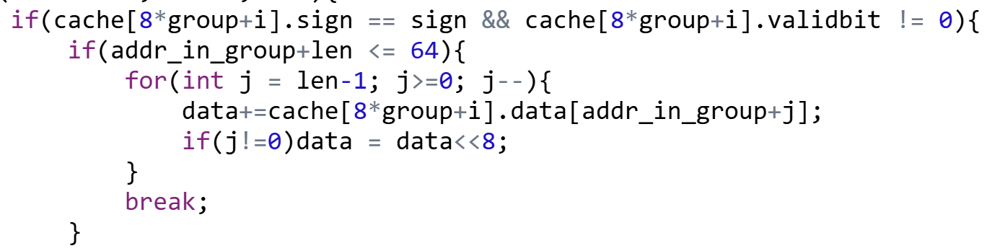 if(cache[8*group+i].sign == sign && cache[8*group+i].validbit != 0){
if(addr_in_group+len <= 64){
for(int j = len-1; j>=0; j--){
data+=cache[8*group+i].data[addr_in_group+j];
if(j!=0)data = data<<8;
}
break;
}